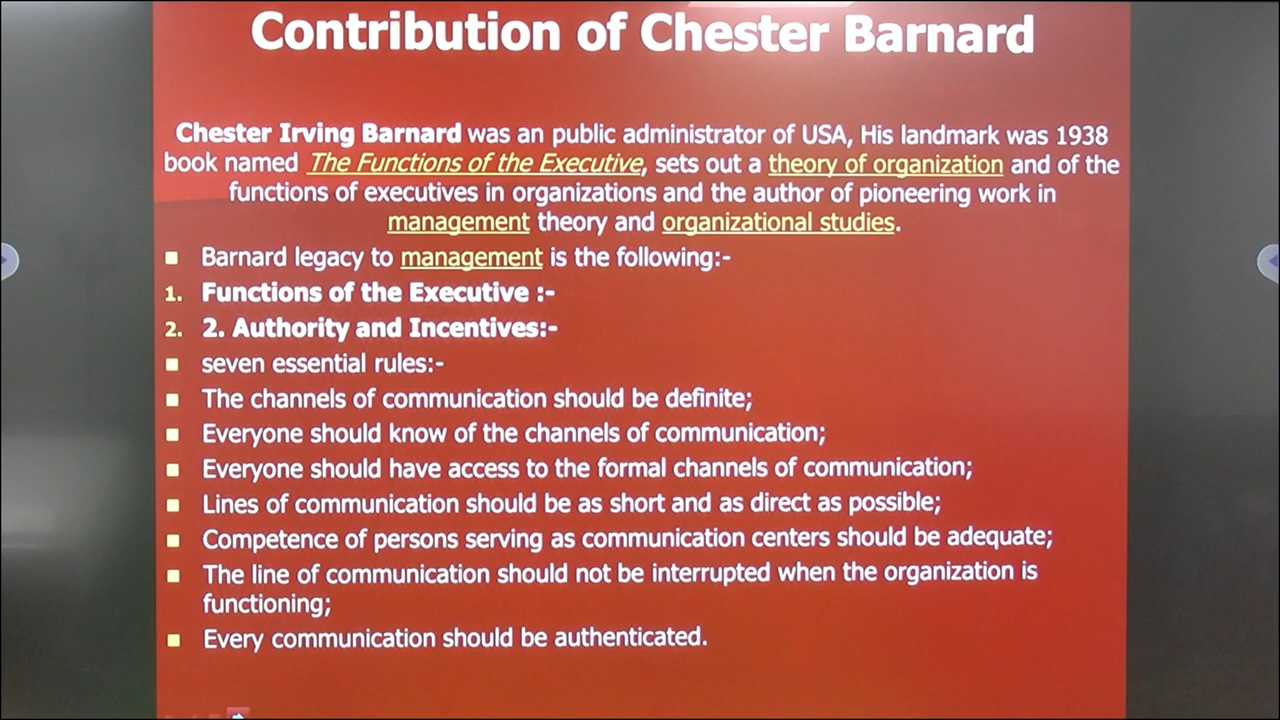 Contribution of Chester Barnard
Chester Irving Barnard was an public administrator of USA, His landmark was 1938
book named The Functions of the Executive, sets out a theory of organization and of the
functions of executives in organizations and the author of pioneering work in
management theory and organizational studies.
Barnard legacy to management is the following:-
1. Functions of the Executive :-
2. 2. Authority and Incentives:-
seven essential rules:-
The channels of communication should be definite;
Everyone should know of the channels of communication;
Everyone should have access to the formal channels of communication;
Lines of communication should be as short and as direct as possible;
Competence of persons serving as communication centers should be adequate;
The line of communication should not be interrupted when the organization is
functioning;
Every communication should be authenticated.